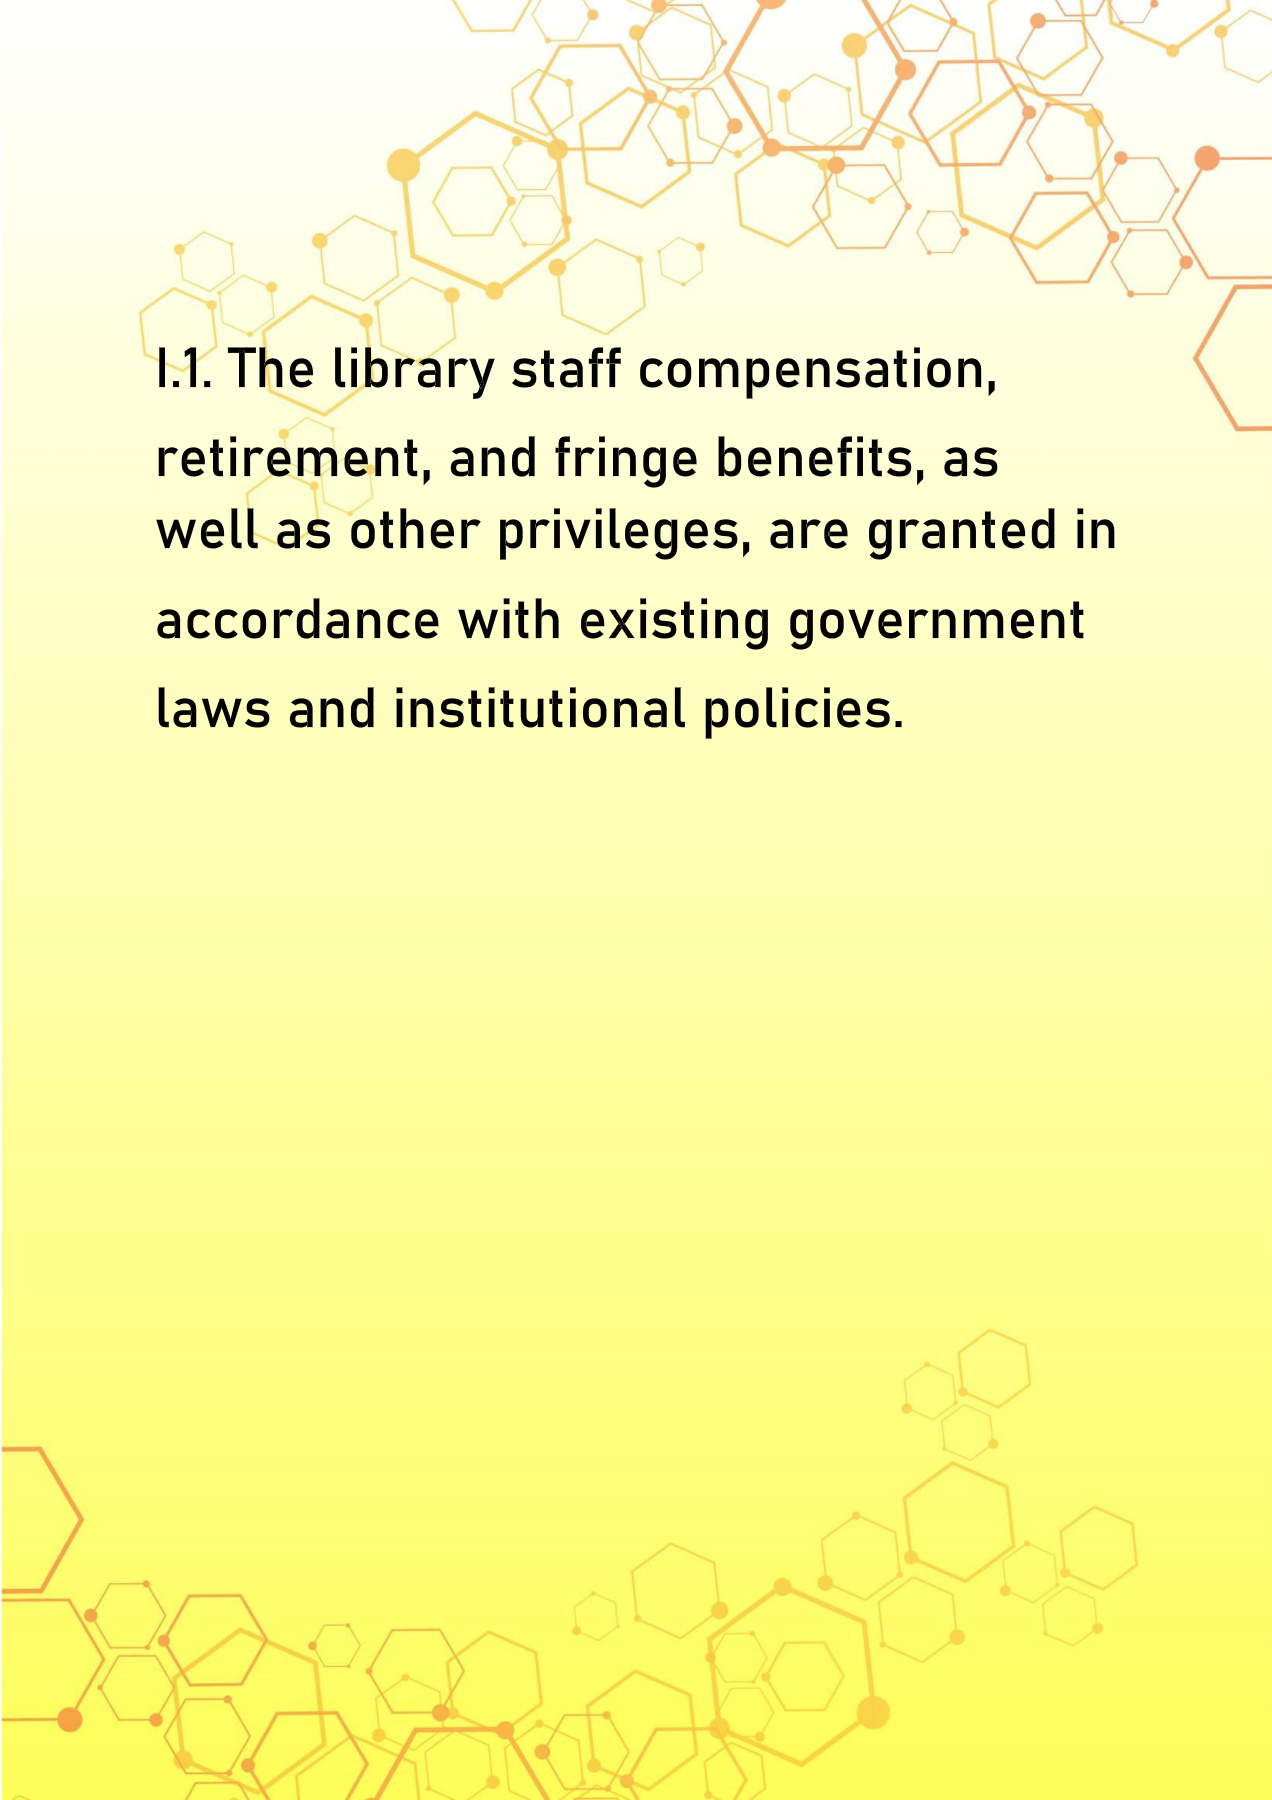 I.1. The library staff compensation,
retirement, and fringe benefits, as
well as other privileges, are granted in
accordance with existing government
laws and institutional policies.